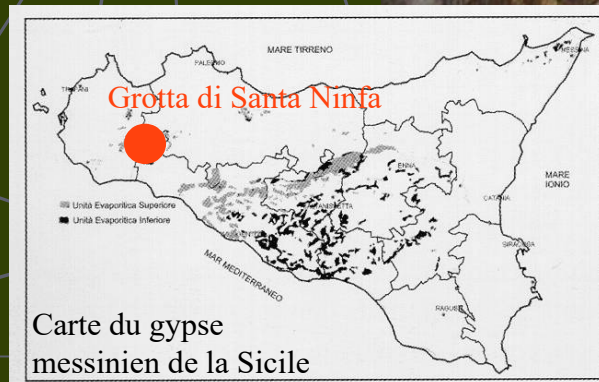 MARE TIRRENO
MESSINA
PALERMO
TRAPANI
Grotta di Santa Ninfa
ENNA
MARE
IONIO
CATANIA
Unità Evaporitica Superiore
Unità Evaporitica Inferiore
SIRACUSA
MAR MEDITERRANEO
RAGUSA
Carte du gypse
messinien de la Sicile